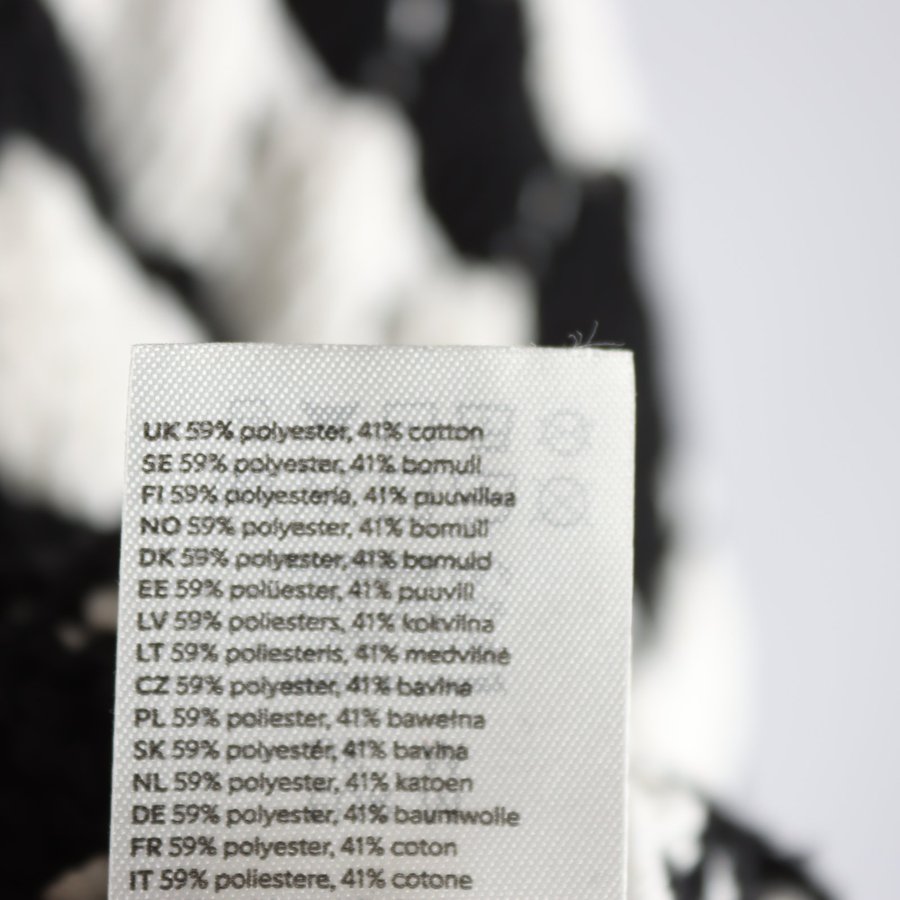 UK 59% polyester, 41% cotton
SE 59% polyester, 41% bomull
FI 59% polyesteria, 41% puuvillaa
NO 59% polyester, 41% bomull
DK 59% polyester, 41% bomuld
EE 59% polüester, 41% puuvill
LV 59% poliesters, 41% kokvilna
LT 59% poliesteris, 41% medvilnė
CZ 59% polyester, 41% bavlna
PL 59% poliester, 41% bawełna
SK 59% polyestér, 41% bavlna
NL 59% polyester, 41% katoen
DE 59% polyester, 41% baumwolle
FR 59% polyester, 41% coton
IT 59% poliestere, 41% cotone